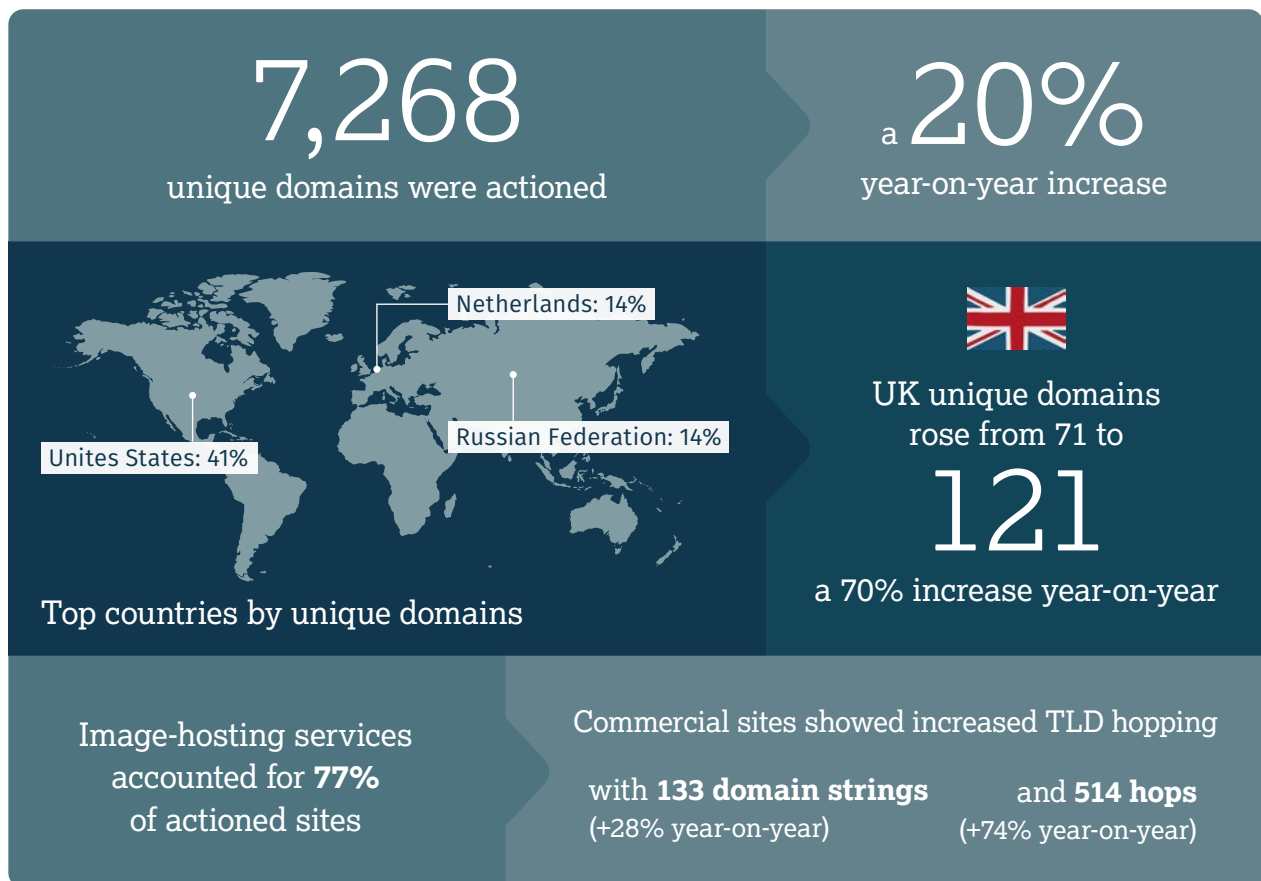 7,268
unique domains were actioned
a 20%
year-on-year increase
Netherlands: 14%
Russian Federation: 14%
Unites States: 41%
Top countries by unique domains
UK unique domains
rose from 71 to
121
a 70% increase year-on-year
Image-hosting services
accounted for 77%
of actioned sites
Commercial sites showed increased TLD hopping
with 133 domain strings
(+28% year-on-year)
and 514 hops
(+74% year-on-year)